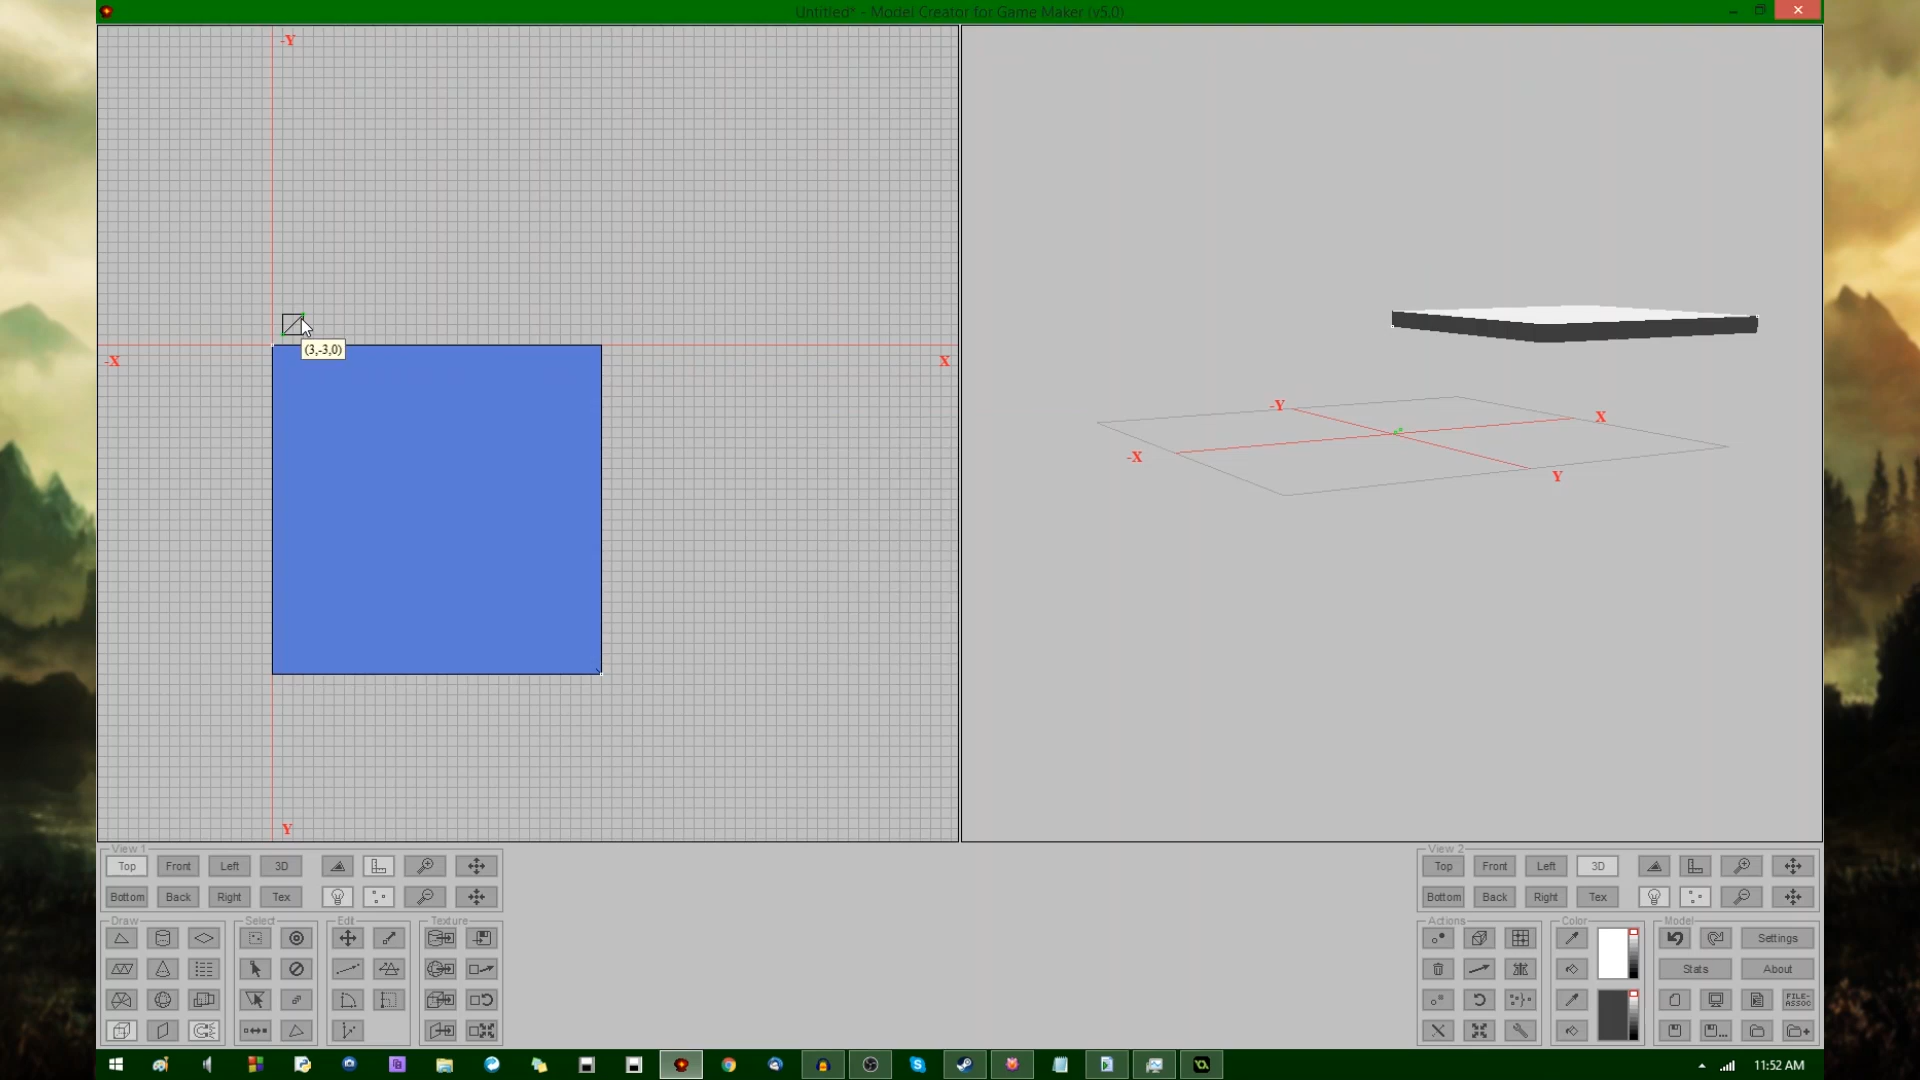 Untitled* - Model Creator for Game Maker (v5.0)
-Y
(3,-3,0)
-X
X
Y
-Y
X
-X
Y
View 1
Top
Front
Left
3D
Bottom
Back
Right
Tex
Draw
Select
Edit
Texture
View 2
Top
Front
Left
3D
Bottom
Back
Right
Tex
Actions
Color
Model
Settings
Stats
About
FILE-
ASSOC
11:52 AM